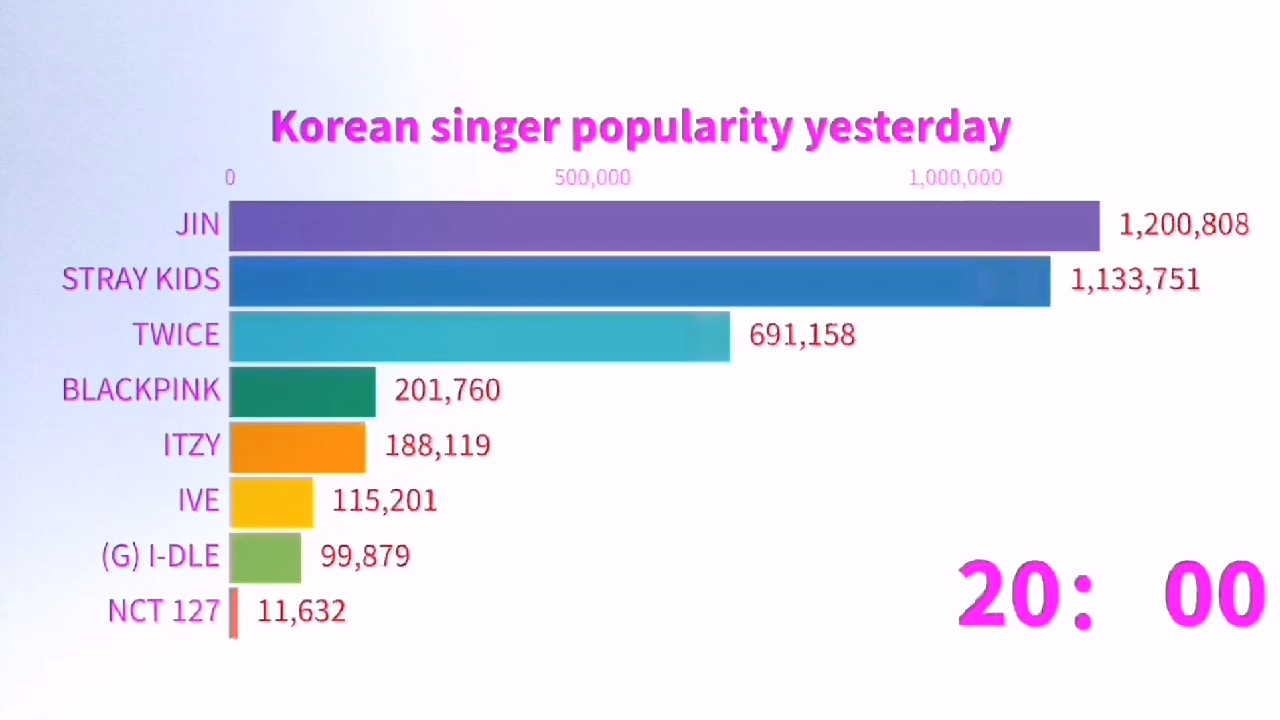 Korean singer popularity yesterday
0 500,000 1,000,000
JIN 1,200,808
STRAY KIDS 1,133,751
TWICE 691,158
BLACKPINK 201,760
ITZY 188,119
IVE 115,201
(G) I-DLE 99,879
NCT 127 11,632
20: 00